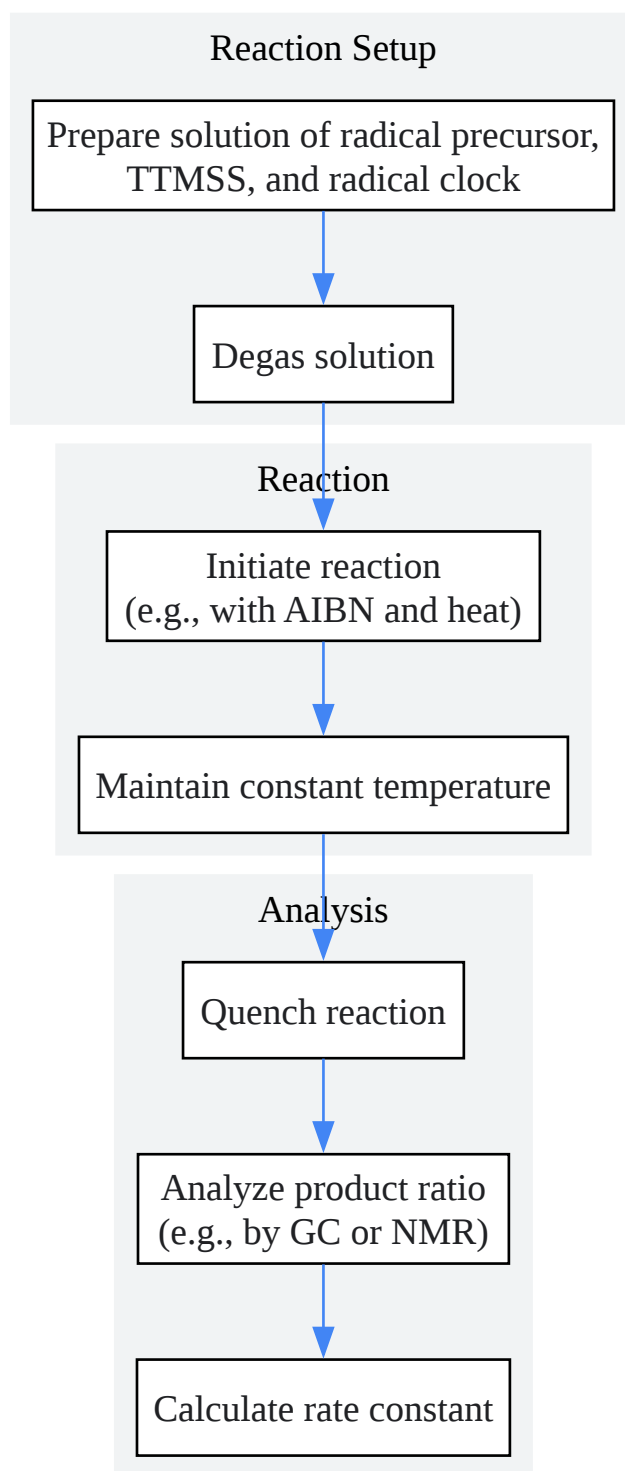 Reaction Setup
Prepare solution of radical precursor,
TTMSS, and radical clock
Degas solution
Reaction
Initiate reaction
(e.g., with AIBN and heat)
Maintain constant temperature
Analysis
Quench reaction
Analyze product ratio
(e.g., by GC or NMR)
Calculate rate constant